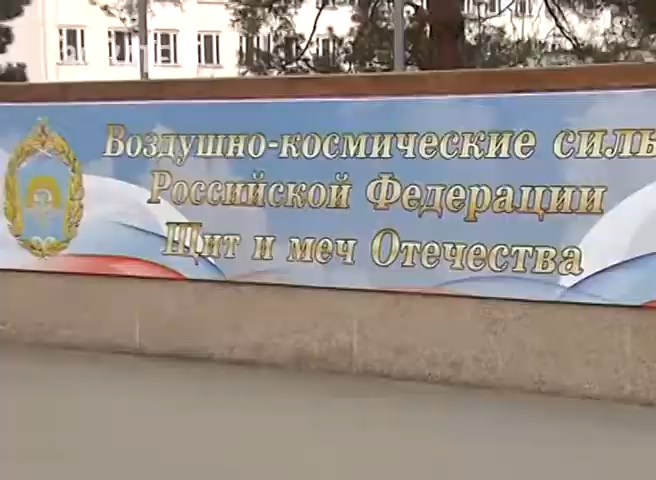 Воздушно-космические силы
Российской Федерации
Щит и меч Отечества